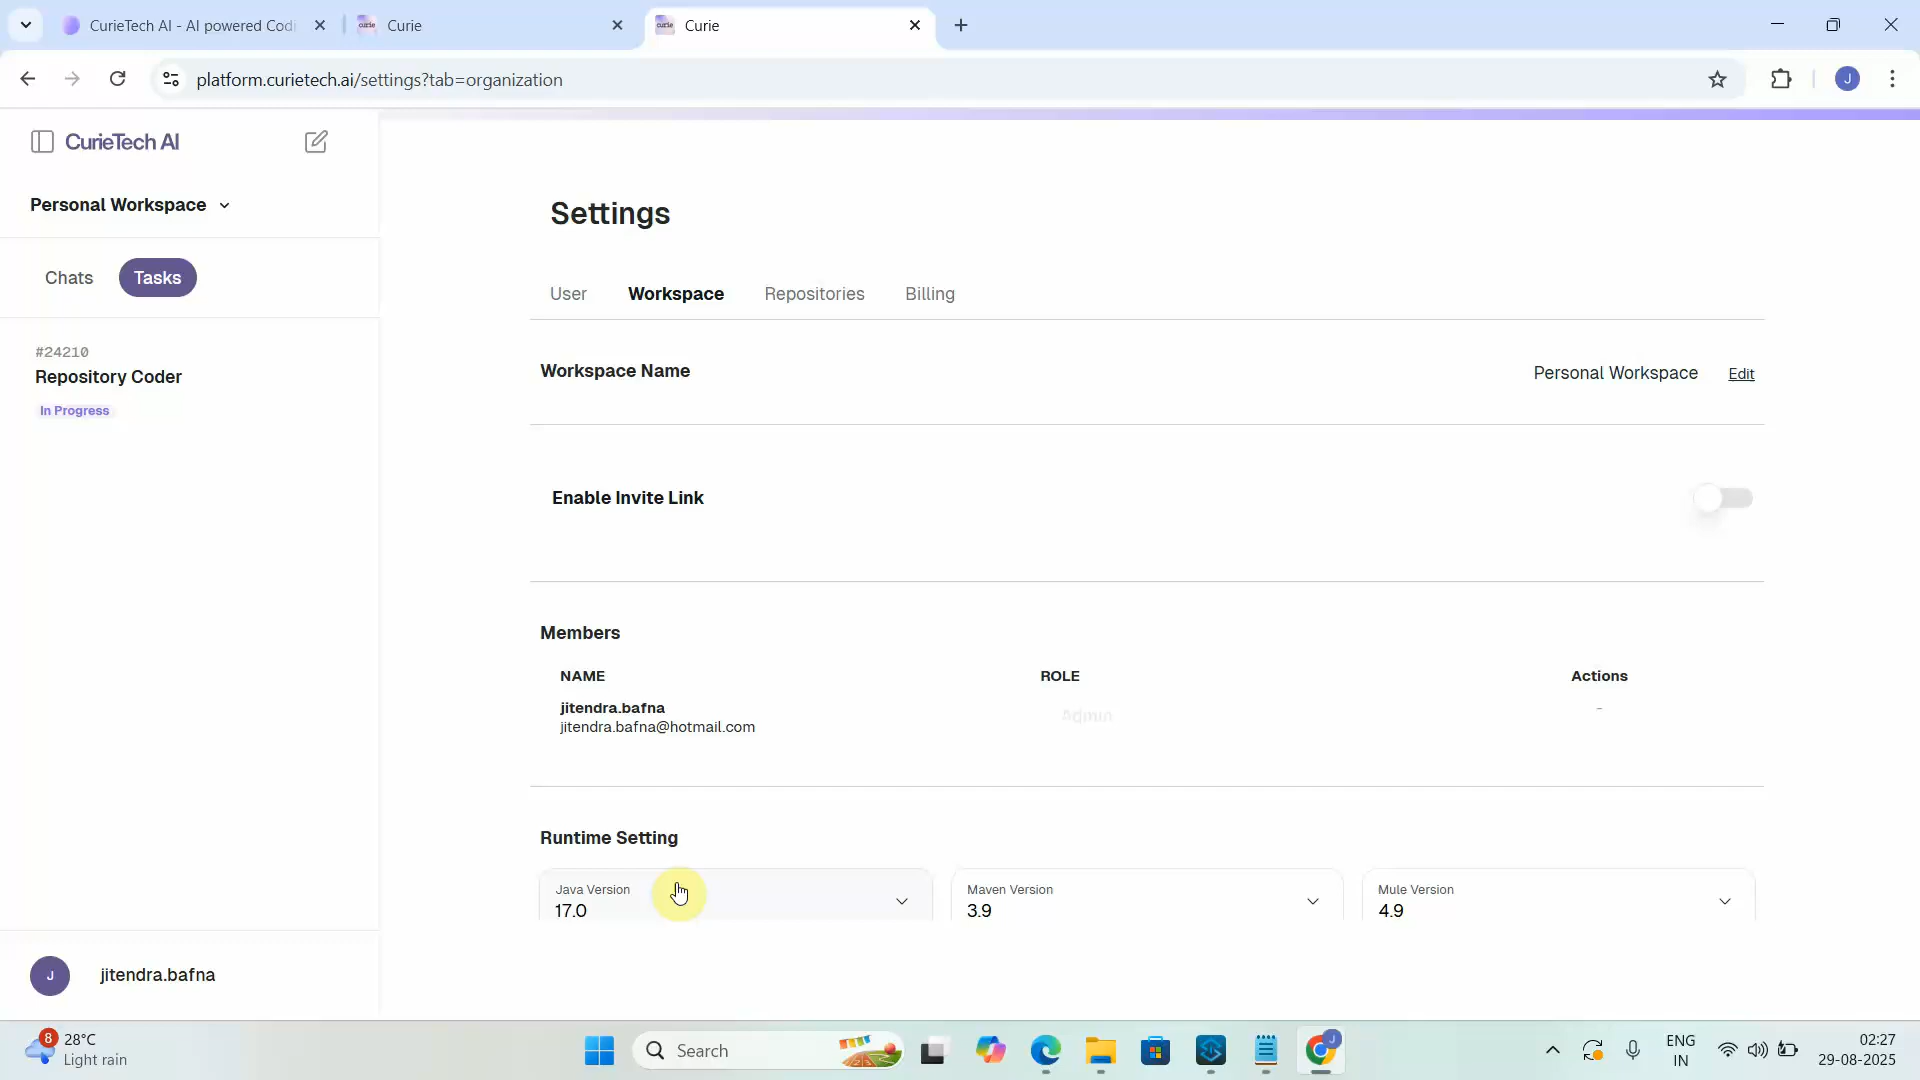 CurieTech AI - AI powered Codi
Curie
Curie
platform.curietech.ai/settings?tab=organization
J
CurieTech AI
Personal Workspace
Chats
Tasks
#24210
Repository Coder
In Progress
J
jitendra.bafna
Settings
User
Workspace
Repositories
Billing
Workspace Name
Personal Workspace
Edit
Enable Invite Link
Members
NAME
ROLE
Actions
jitendra.bafna
jitendra.bafna@hotmail.com
Admin
-
Runtime Setting
Java Version
17.0
Maven Version
3.9
Mule Version
4.9
8
28°C
Light rain
Search
J
ENG
IN
02:27
29-08-2025